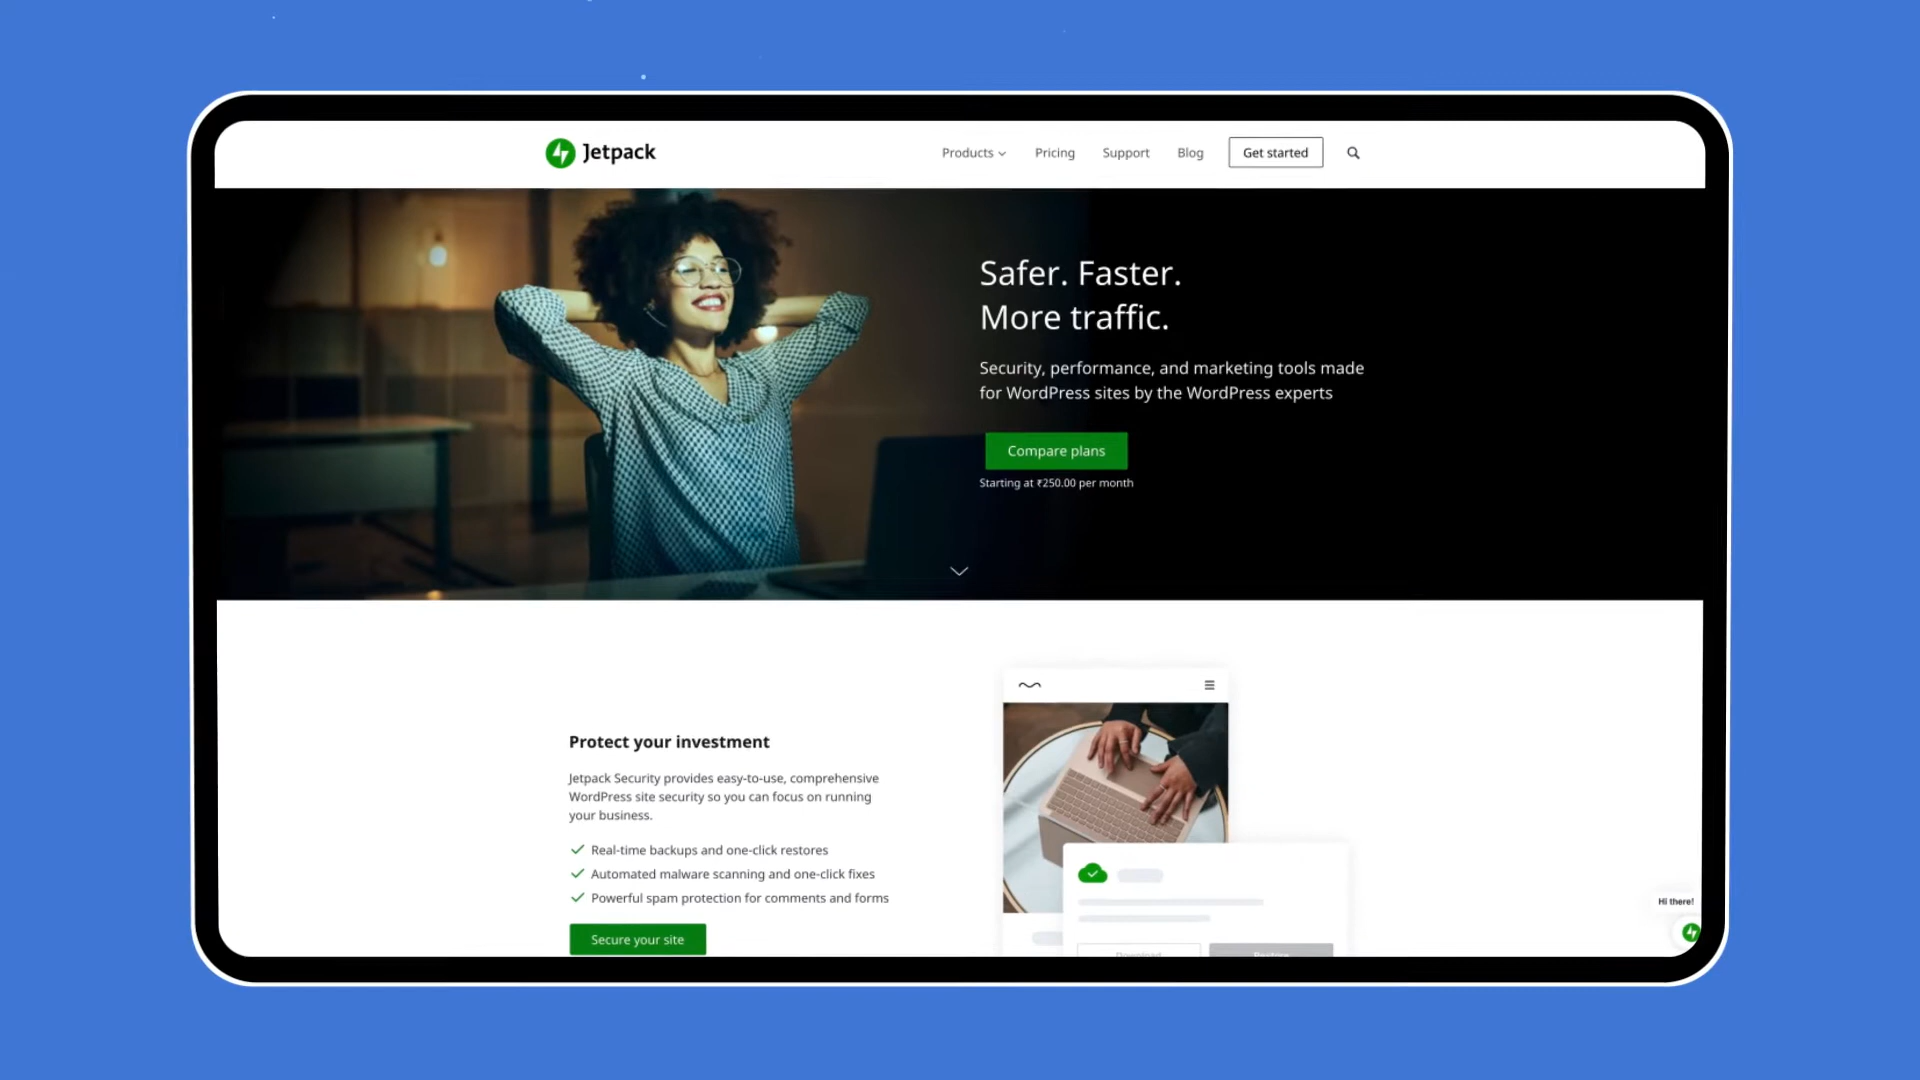 Jetpack
Products
Pricing
Support
Blog
Get started
Safer. Faster.
More traffic.
Security, performance, and marketing tools made
for WordPress sites by the WordPress experts
Compare plans
Starting at ₹250.00 per month
Protect your investment
Jetpack Security provides easy-to-use, comprehensive
WordPress site security so you can focus on running
your business.
Real-time backups and one-click restores
Automated malware scanning and one-click fixes
Powerful spam protection for comments and forms
Secure your site
Hi there!